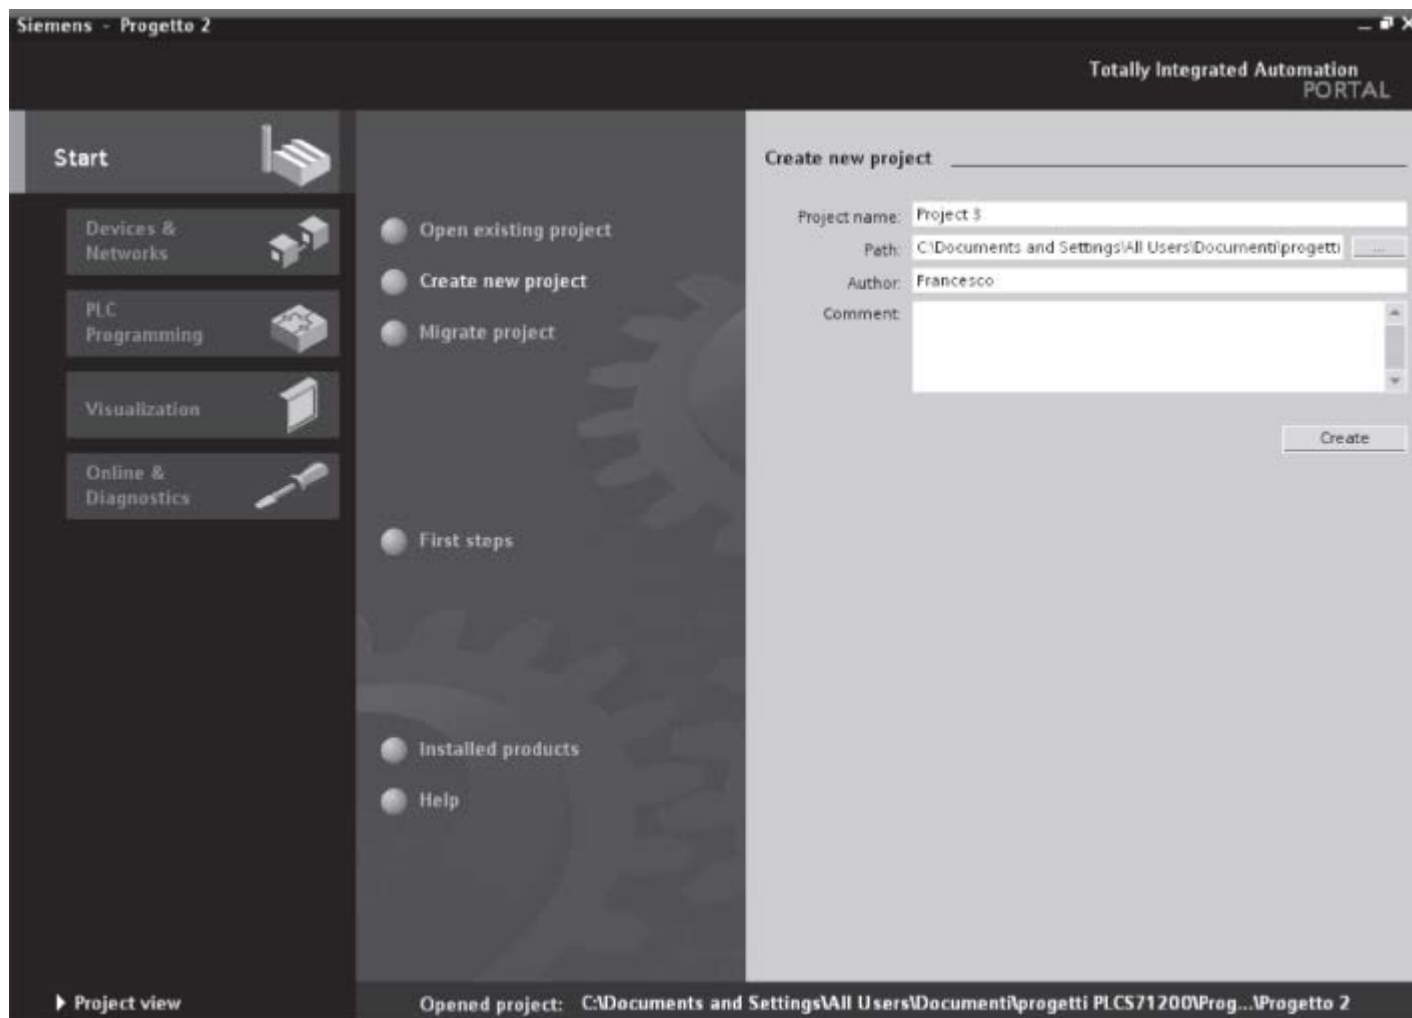 Siemens - Progetto 2
Totally Integrated Automation
PORTAL
Start
Devices &
Networks
PLC
Programming
Visualization
Online &
Diagnostics
Open existing project
Create new project
Migrate project
First steps
Installed products
Help
Create new project
Project name: Project 3
Path: C:\Documents and Settings\All Users\Documenti\progetti ...
Author: Francesco
Comment:
Create
Project view
Opened project: C:\Documents and Settings\All Users\Documenti\progetti PLCS71200\Prog...\Progetto 2